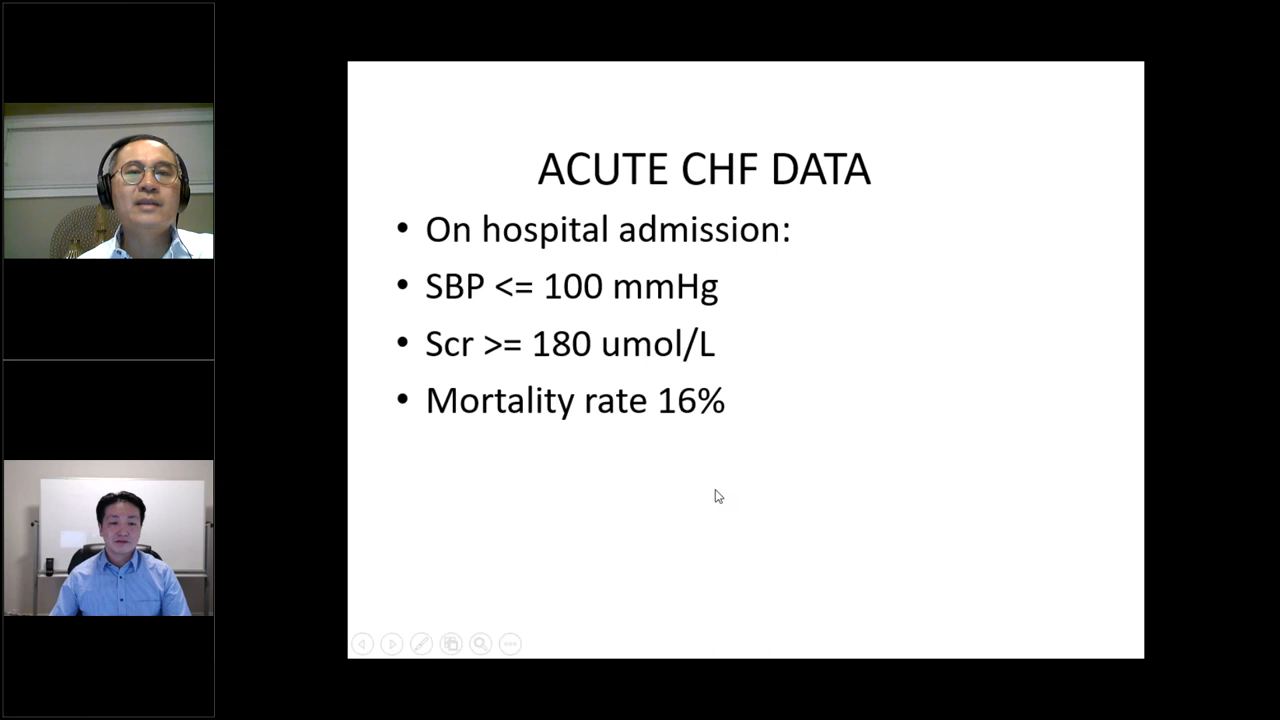 ACUTE CHF DATA
• On hospital admission:
• SBP <= 100 mmHg
• Scr >= 180 umol/L
• Mortality rate 16%